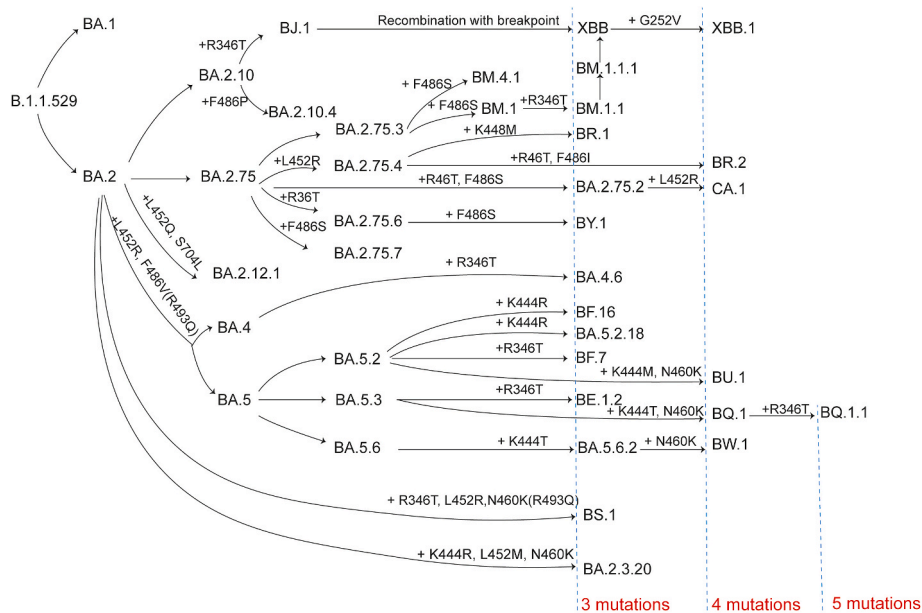 BA.1
BJ.1
Recombination with breakpoint
XBB
+ G252V
XBB.1
+R346T
BA.2.10
+F486P
BA.2.10.4
B.1.1.529
BM.1.1.1
+ F486S
BM.4.1
+ F486S
BM.1
+R346T
BM.1.1
BA.2.75.3
+ K448M
BR.1
BA.2
BA.2.75
+L452R
BA.2.75.4
+R46T, F486I
BR.2
+R46T, F486S
BA.2.75.2
+ L452R
CA.1
+R36T
BA.2.75.6
+ F486S
BY.1
+F486S
BA.2.75.7
+L452Q, S704L
BA.2.12.1
+L452R, F486V(R493Q)
+ R346T
BA.4.6
BA.4
+ K444R
BF.16
+ K444R
BA.5.2.18
BA.5.2
+R346T
BF.7
+ K444M, N460K
BU.1
BA.5
BA.5.3
+R346T
BE.1.2
+ K444T, N460K
BQ.1
+R346T
BQ.1.1
BA.5.6
+ K444T
BA.5.6.2
+ N460K
BW.1
+ R346T, L452R,N460K(R493Q)
BS.1
+ K444R, L452M, N460K
BA.2.3.20
3 mutations
4 mutations
5 mutations